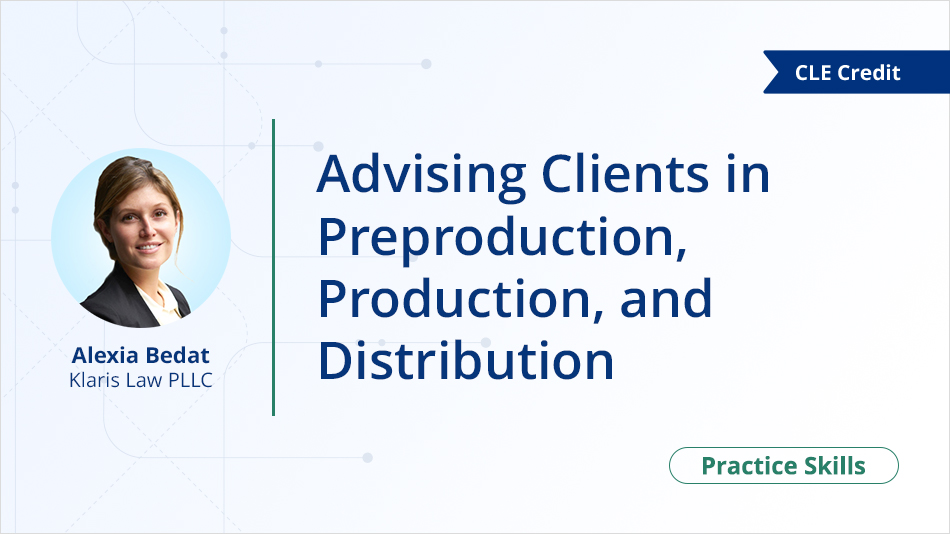 CLE Credit
Advising Clients in
Preproduction,
Production, and
Distribution
Alexia Bedat
Klaris Law PLLC
Practice Skills